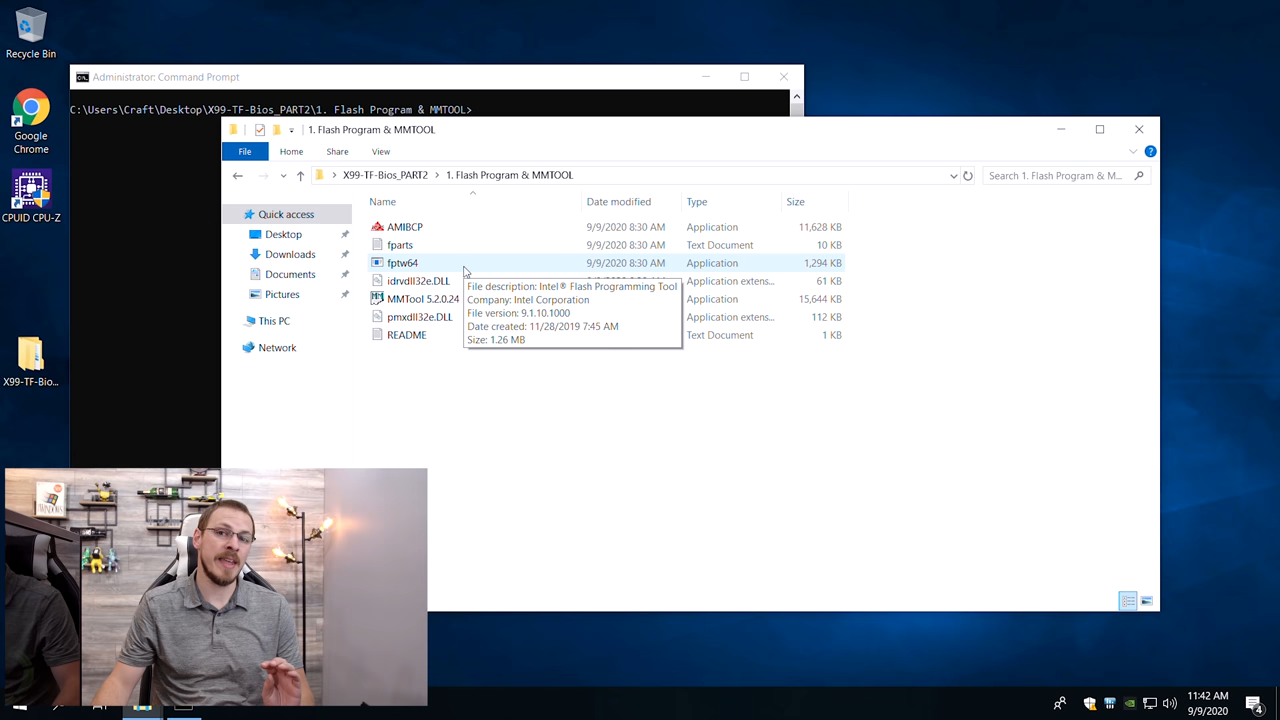 Recycle Bin
Google
Chrome
CPUID CPU-Z
X99-TF-Bio...
Administrator: Command Prompt
C:\Users\Craft\Desktop\X99-TF-Bios_PART2\1. Flash Program & MMTOOL>
1. Flash Program & MMTOOL
File Home Share View
X99-TF-Bios_PART2 > 1. Flash Program & MMTOOL
Search 1. Flash Program & M...
Name Date modified Type Size
Quick access
Desktop
Downloads
Documents
Pictures
This PC
Network
AMIBCP 9/9/2020 8:30 AM Application 11,628 KB
fparts 9/9/2020 8:30 AM Text Document 10 KB
fptw64 9/9/2020 8:30 AM Application 1,294 KB
idrvdll32e.DLL Application extens... 61 KB
MMTool 5.2.0.24 Application 15,644 KB
pmxdll32e.DLL Application extens... 112 KB
README Text Document 1 KB
File description: Intel® Flash Programming Tool
Company: Intel Corporation
File version: 9.1.10.1000
Date created: 11/28/2019 7:45 AM
Size: 1.26 MB
WINDOWS
11:42 AM
9/9/2020
4